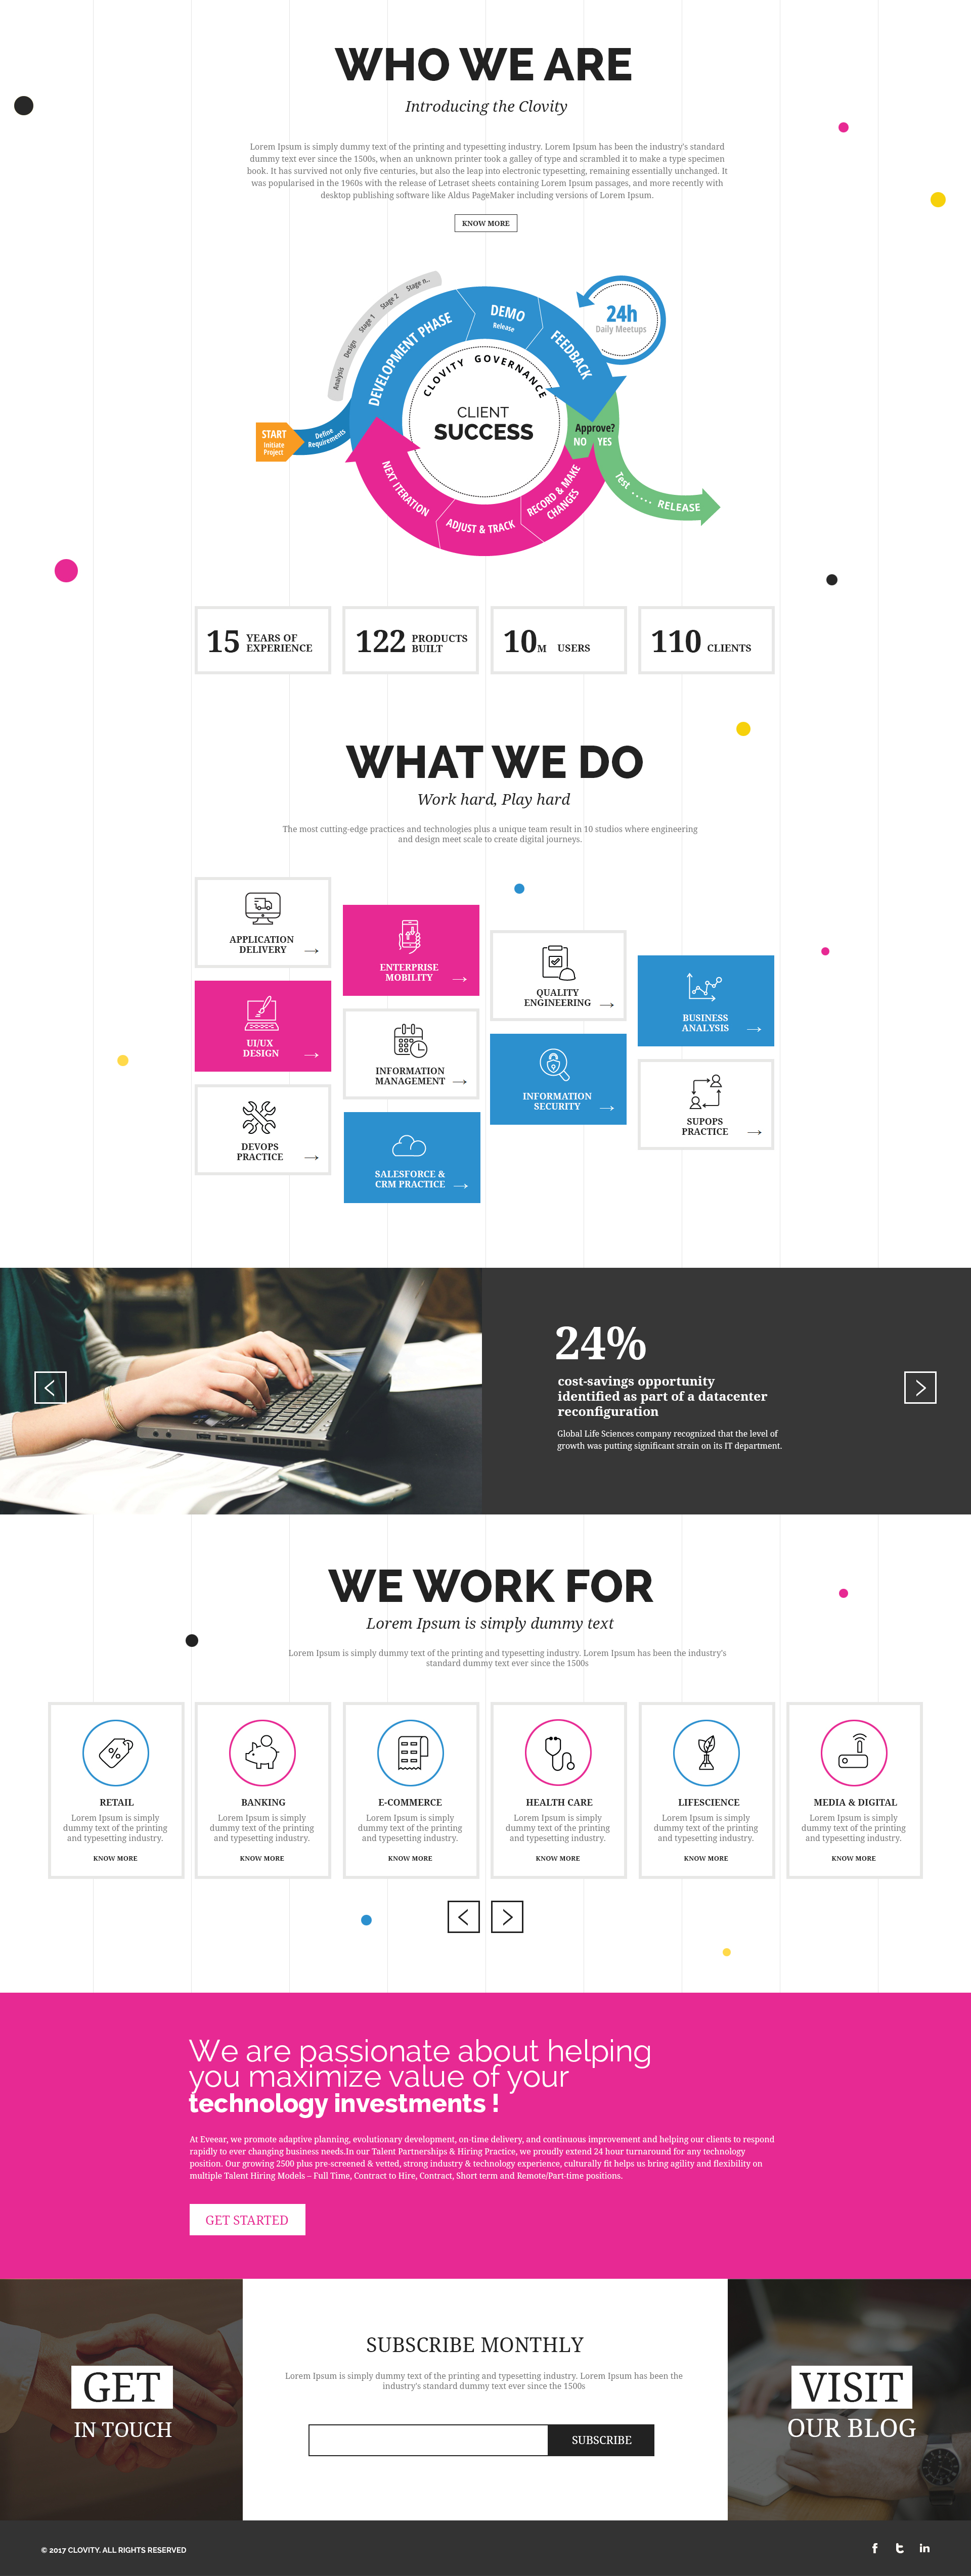 WHO WE ARE
Introducing the Clovity
Lorem Ipsum is simply dummy text of the printing and typesetting industry. Lorem Ipsum has been the industry's standard
dummy text ever since the 1500s, when an unknown printer took a galley of type and scrambled it to make a type specimen
book. It has survived not only five centuries, but also the leap into electronic typesetting, remaining essentially unchanged. It
was popularised in the 1960s with the release of Letraset sheets containing Lorem Ipsum passages, and more recently with
desktop publishing software like Aldus PageMaker including versions of Lorem Ipsum.
KNOW MORE
START
Initiate
Project
Define
Requirements
Analysis
Design
Stage 1
Stage 2
Stage n..
DEVELOPMENT PHASE
DEMO
Release
FEEDBACK
24h
Daily Meetups
CLOVITY GOVERNANCE
CLIENT
SUCCESS
Approve?
NO YES
Test ..... RELEASE
RECORD & MAKE
CHANGES
ADJUST & TRACK
NEXT ITERATION
15 YEARS OF
EXPERIENCE
122 PRODUCTS
BUILT
10M USERS
110 CLIENTS
WHAT WE DO
Work hard, Play hard
The most cutting-edge practices and technologies plus a unique team result in 10 studios where engineering
and design meet scale to create digital journeys.
APPLICATION
DELIVERY
ENTERPRISE
MOBILITY
QUALITY
ENGINEERING
BUSINESS
ANALYSIS
UI/UX
DESIGN
INFORMATION
MANAGEMENT
INFORMATION
SECURITY
SUPOPS
PRACTICE
DEVOPS
PRACTICE
SALESFORCE &
CRM PRACTICE
24%
cost-savings opportunity
identified as part of a datacenter
reconfiguration
Global Life Sciences company recognized that the level of
growth was putting significant strain on its IT department.
WE WORK FOR
Lorem Ipsum is simply dummy text
Lorem Ipsum is simply dummy text of the printing and typesetting industry. Lorem Ipsum has been the industry's
standard dummy text ever since the 1500s
RETAIL
Lorem Ipsum is simply
dummy text of the printing
and typesetting industry.
KNOW MORE
BANKING
Lorem Ipsum is simply
dummy text of the printing
and typesetting industry.
KNOW MORE
E-COMMERCE
Lorem Ipsum is simply
dummy text of the printing
and typesetting industry.
KNOW MORE
HEALTH CARE
Lorem Ipsum is simply
dummy text of the printing
and typesetting industry.
KNOW MORE
LIFESCIENCE
Lorem Ipsum is simply
dummy text of the printing
and typesetting industry.
KNOW MORE
MEDIA & DIGITAL
Lorem Ipsum is simply
dummy text of the printing
and typesetting industry.
KNOW MORE
We are passionate about helping
you maximize value of your
technology investments !
At Eveear, we promote adaptive planning, evolutionary development, on-time delivery, and continuous improvement and helping our clients to respond
rapidly to ever changing business needs.In our Talent Partnerships & Hiring Practice, we proudly extend 24 hour turnaround for any technology
position. Our growing 2500 plus pre-screened & vetted, strong industry & technology experience, culturally fit helps us bring agility and flexibility on
multiple Talent Hiring Models – Full Time, Contract to Hire, Contract, Short term and Remote/Part-time positions.
GET STARTED
GET
IN TOUCH
SUBSCRIBE MONTHLY
Lorem Ipsum is simply dummy text of the printing and typesetting industry. Lorem Ipsum has been the
industry's standard dummy text ever since the 1500s
SUBSCRIBE
VISIT
OUR BLOG
© 2017 CLOVITY. ALL RIGHTS RESERVED